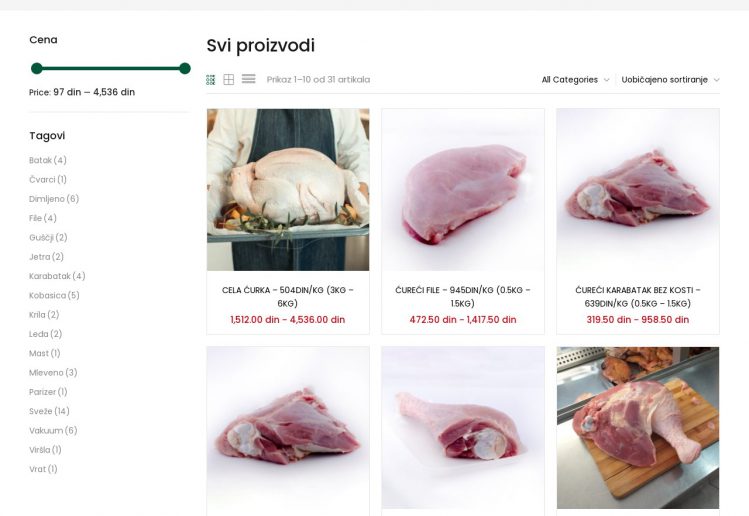 Cena
Price: 97 din — 4,536 din
Tagovi
Batak (4)
Čvarci (1)
Dimljeno (6)
File (4)
Guščji (2)
Jetra (2)
Karabatak (4)
Kobasica (5)
Krila (2)
Leđa (2)
Mast (1)
Mleveno (3)
Parizer (1)
Sveže (14)
Vakuum (6)
Viršla (1)
Vrat (1)
Svi proizvodi
Prikaz 1–10 od 31 artikala
All Categories
Uobičajeno sortiranje
CELA ĆURKA – 504DIN/KG (3KG –
6KG)
1,512.00 din – 4,536.00 din
ĆUREĆI FILE – 945DIN/KG (0.5KG –
1.5KG)
472.50 din – 1,417.50 din
ĆUREĆI KARABATAK BEZ KOSTI –
639DIN/KG (0.5KG – 1.5KG)
319.50 din – 958.50 din